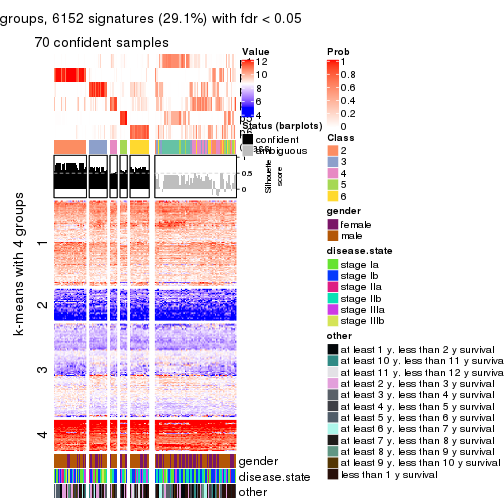 groups, 6152 signatures (29.1%) with fdr < 0.05
70 confident samples
Value
12
10
8
6
4
Status (barplots)
confident
ambiguous
1
0.5
0
Silhouette
score
k-means with 4 groups
1
2
3
4
gender
disease.state
other
Prob
1
0.8
0.6
0.4
0.2
0
Class
2
3
4
5
6
gender
female
male
disease.state
stage Ia
stage Ib
stage IIa
stage IIb
stage IIIa
stage IIIb
other
at least 1 y. less than 2 y survival
at least 10 y. less than 11 y surviva
at least 11 y. less than 12 y surviva
at least 2 y. less than 3 y survival
at least 3 y. less than 4 y survival
at least 4 y. less than 5 y survival
at least 5 y. less than 6 y survival
at least 6 y. less than 7 y survival
at least 7 y. less than 8 y survival
at least 8 y. less than 9 y survival
at least 9 y. less than 10 y survival
less than 1 y survival